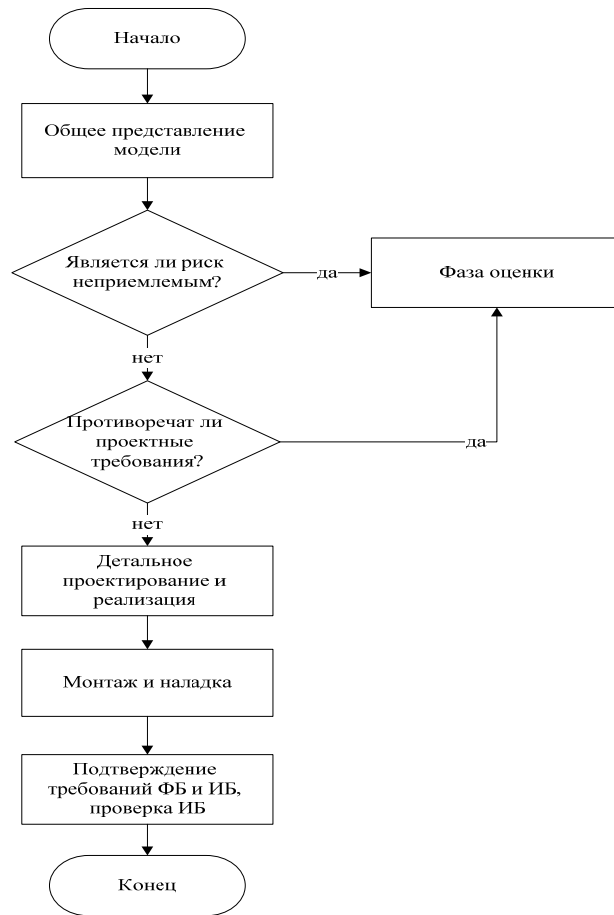 Начало
Общее представление
модели
Является ли риск
неприемлемым?
да
Фаза оценки
нет
Противоречат ли
проектные
требования?
да
нет
Детальное
проектирование и
реализация
Монтаж и наладка
Подтверждение
требований ФБ и ИБ,
проверка ИБ
Конец